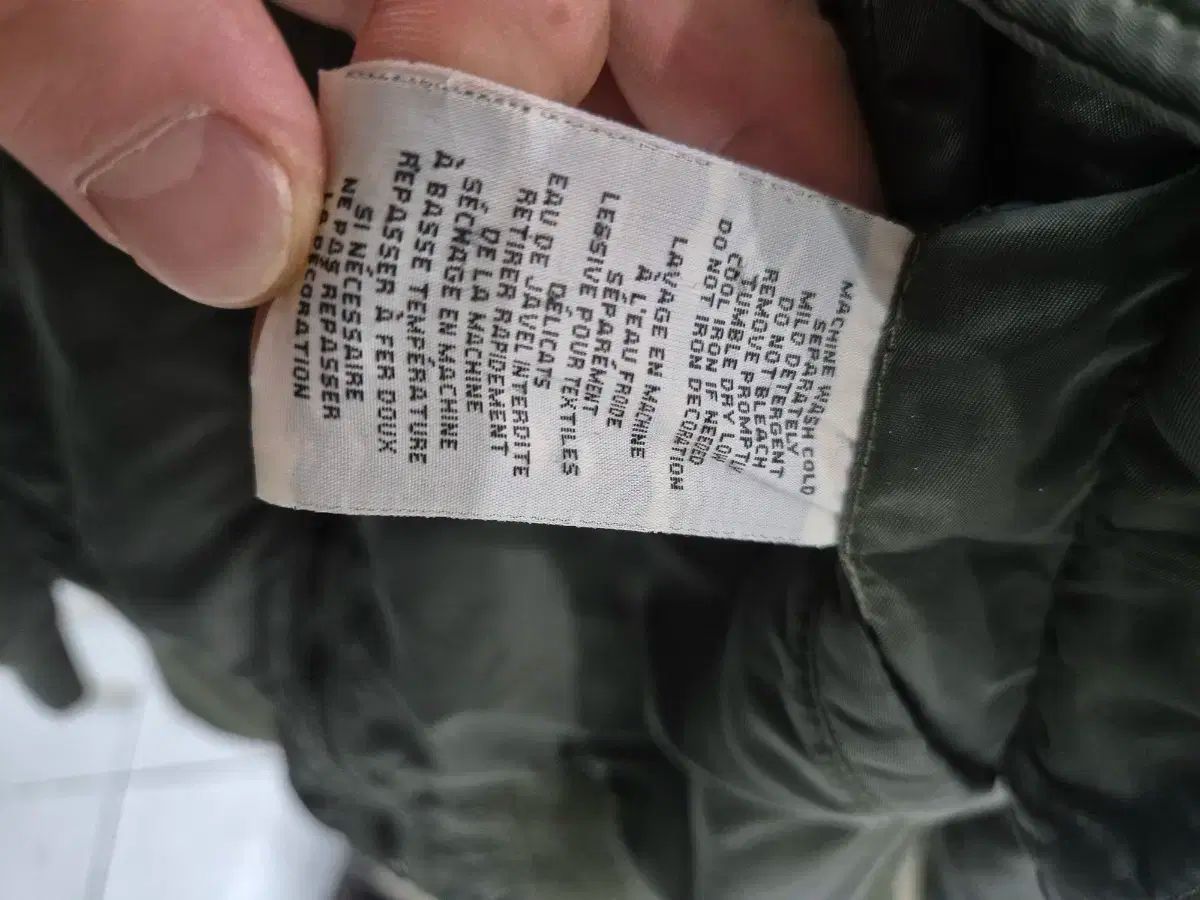 MACHINE WASH COLD
SEPARATELY
MILD DETERGENT
DO NOT BLEACH
REMOVE PROMPTLY
TUMBLE DRY LOW
COOL IRON IF NEEDED
DO NOT IRON DECORATION
LAVAGE EN MACHINE
À L'EAU FROIDE
SÉPARÉMENT
LESSIVE POUR TEXTILES
DÉLICATS
EAU DE JAVEL INTERDITE
RETIRER RAPIDEMENT
DE LA MACHINE
SÉCHAGE EN MACHINE
À BASSE TEMPÉRATURE
REPASSER À FER DOUX
SI NÉCESSAIRE
NE PAS REPASSER
LA DÉCORATION